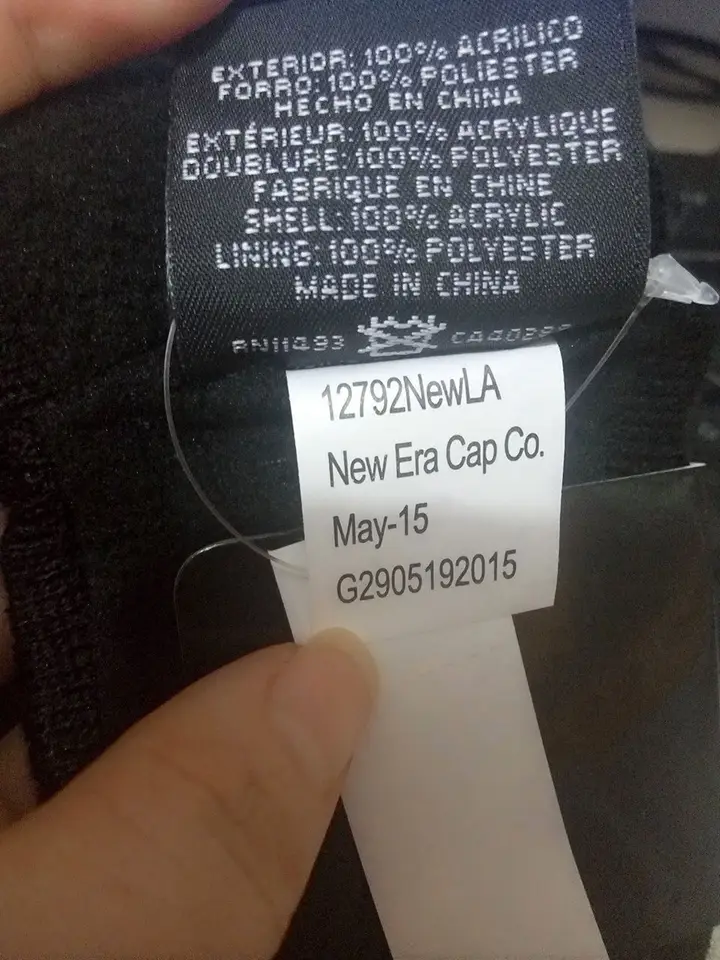 EXTERIOR: 100% ACRILICO
FORRO: 100% POLIESTER
HECHO EN CHINA
EXTÉRIEUR: 100% ACRYLIQUE
DOUBLURE: 100% POLYESTER
FABRIQUE EN CHINE
SHELL: 100% ACRYLIC
LINING: 100% POLYESTER
MADE IN CHINA
RN11493
12792NewLA
New Era Cap Co.
May-15
G2905192015